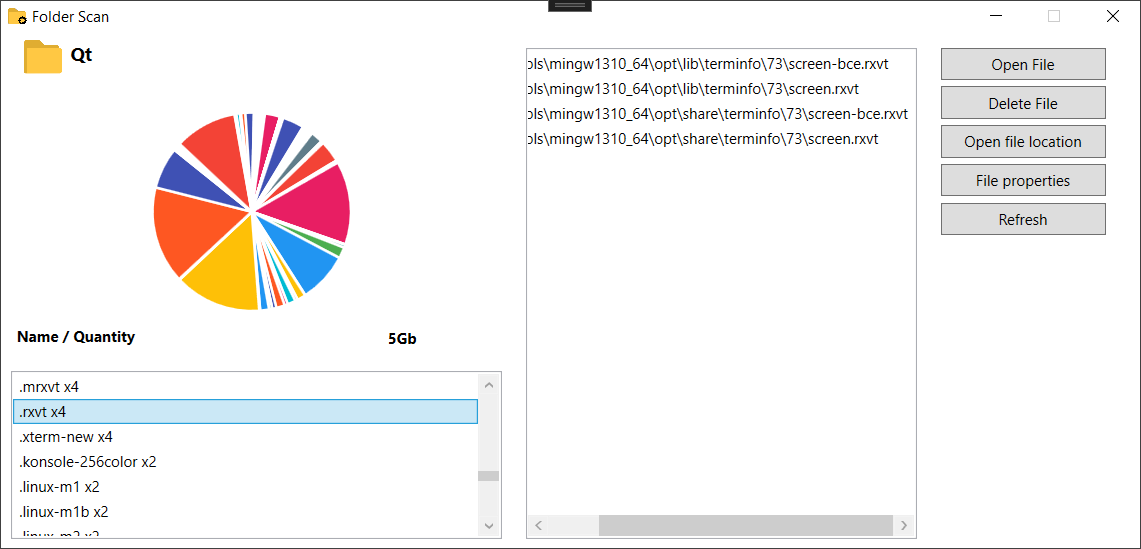 Folder Scan
Qt
Name / Quantity
5Gb
.mrxvt x4
.rxvt x4
.xterm-new x4
.konsole-256color x2
.linux-m1 x2
.linux-m1b x2
.linux-m2 x2
ols\mingw1310_64\opt\lib\terminfo\73\screen-bce.rxvt
ols\mingw1310_64\opt\lib\terminfo\73\screen.rxvt
ols\mingw1310_64\opt\share\terminfo\73\screen-bce.rxvt
ols\mingw1310_64\opt\share\terminfo\73\screen.rxvt
Open File
Delete File
Open file location
File properties
Refresh